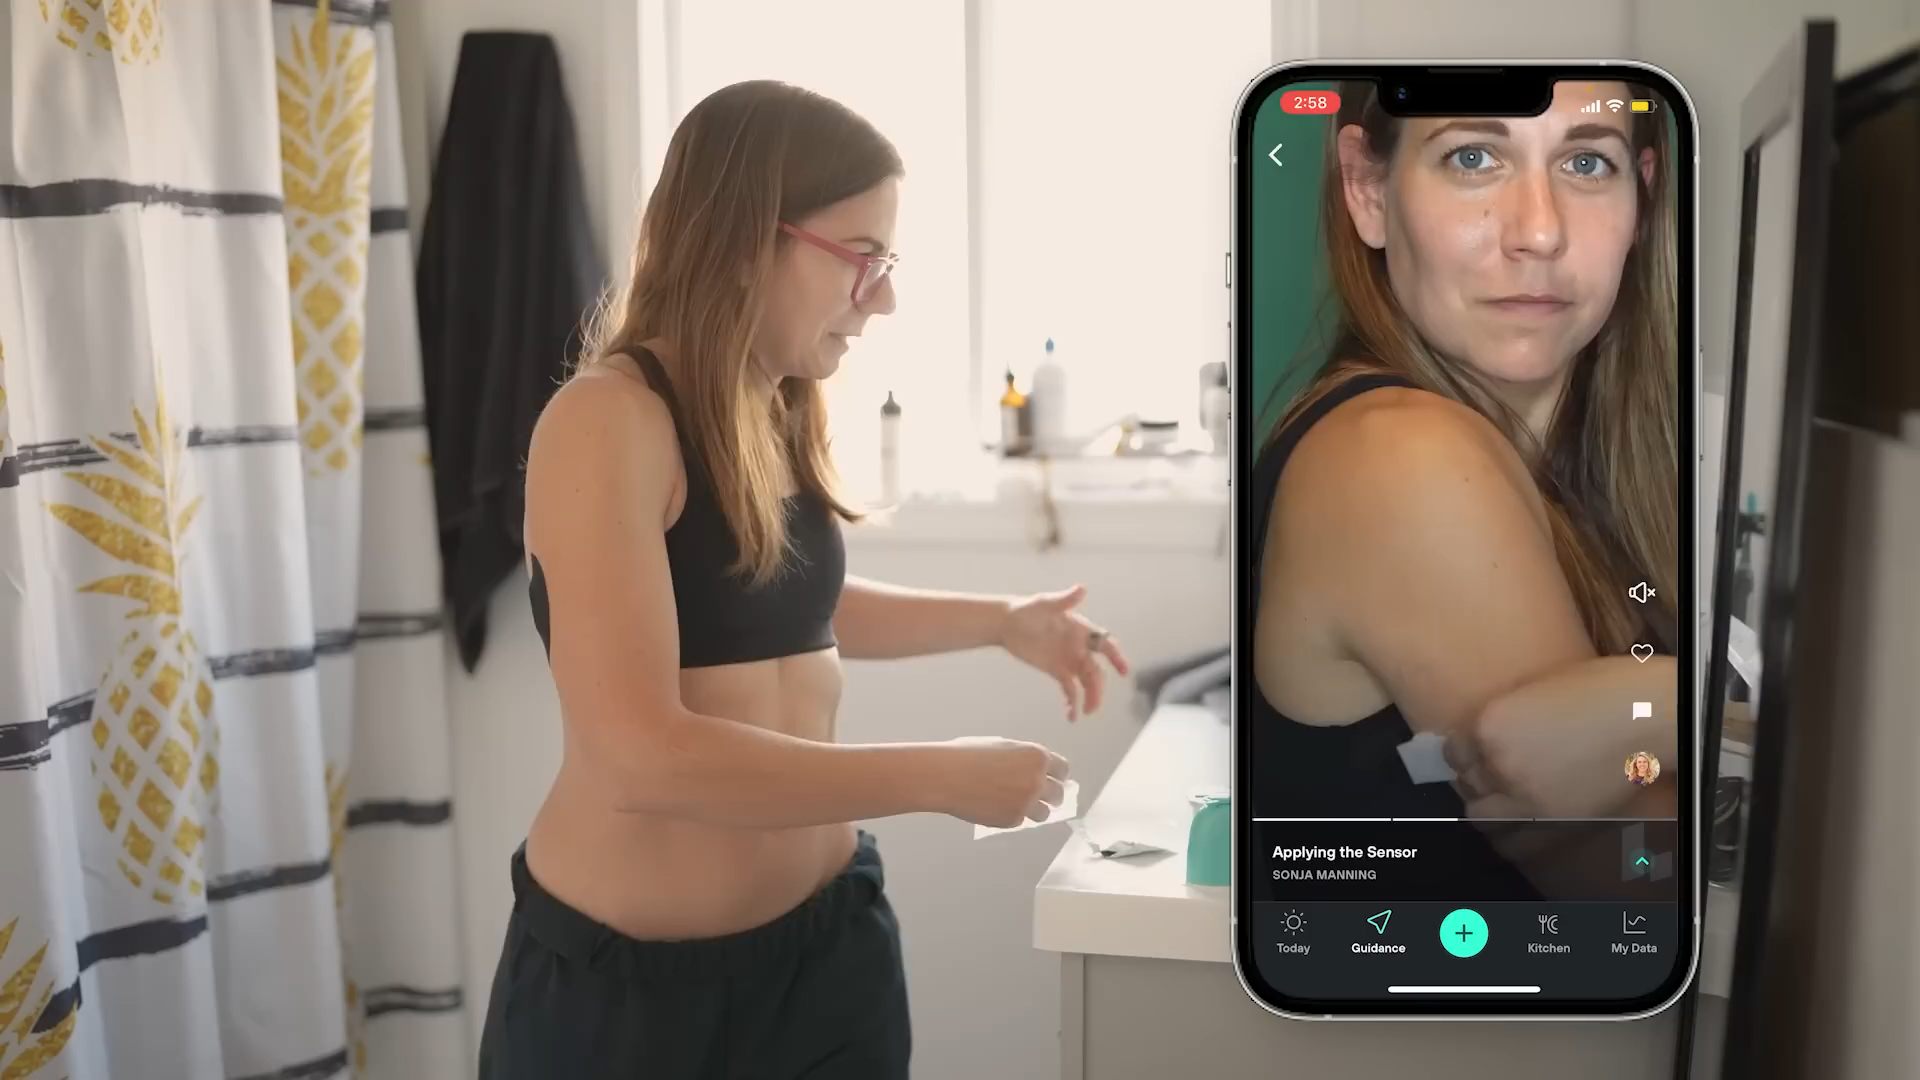 2:58
Applying the Sensor
SONJA MANNING
Today
Guidance
Kitchen
My Data